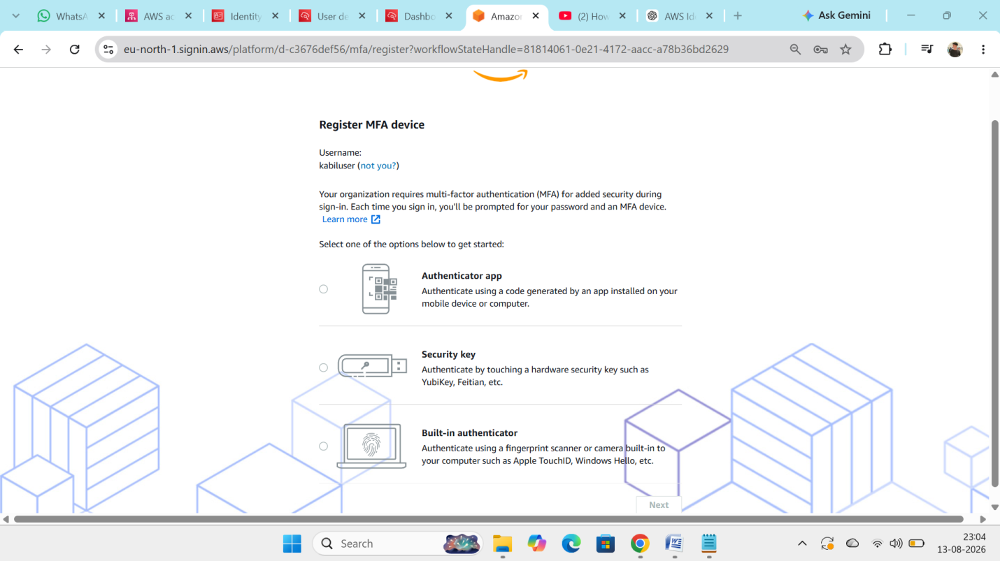 WhatsA
AWS ac
Identity
User de
Dashbo
Amazon
(2) How
AWS Id
Ask Gemini
eu-north-1.signin.aws/platform/d-c3676def56/mfa/register?workflowStateHandle=81814061-0e21-4172-aacc-a78b36bd2629
Register MFA device
Username:
kabiluser (not you?)
Your organization requires multi-factor authentication (MFA) for added security during
sign-in. Each time you sign in, you'll be prompted for your password and an MFA device.
Learn more
Select one of the options below to get started:
Authenticator app
Authenticate using a code generated by an app installed on your
mobile device or computer.
Security key
Authenticate by touching a hardware security key such as
YubiKey, Feitian, etc.
Built-in authenticator
Authenticate using a fingerprint scanner or camera built-in to
your computer such as Apple TouchID, Windows Hello, etc.
Next
Search
23:04
13-08-2026